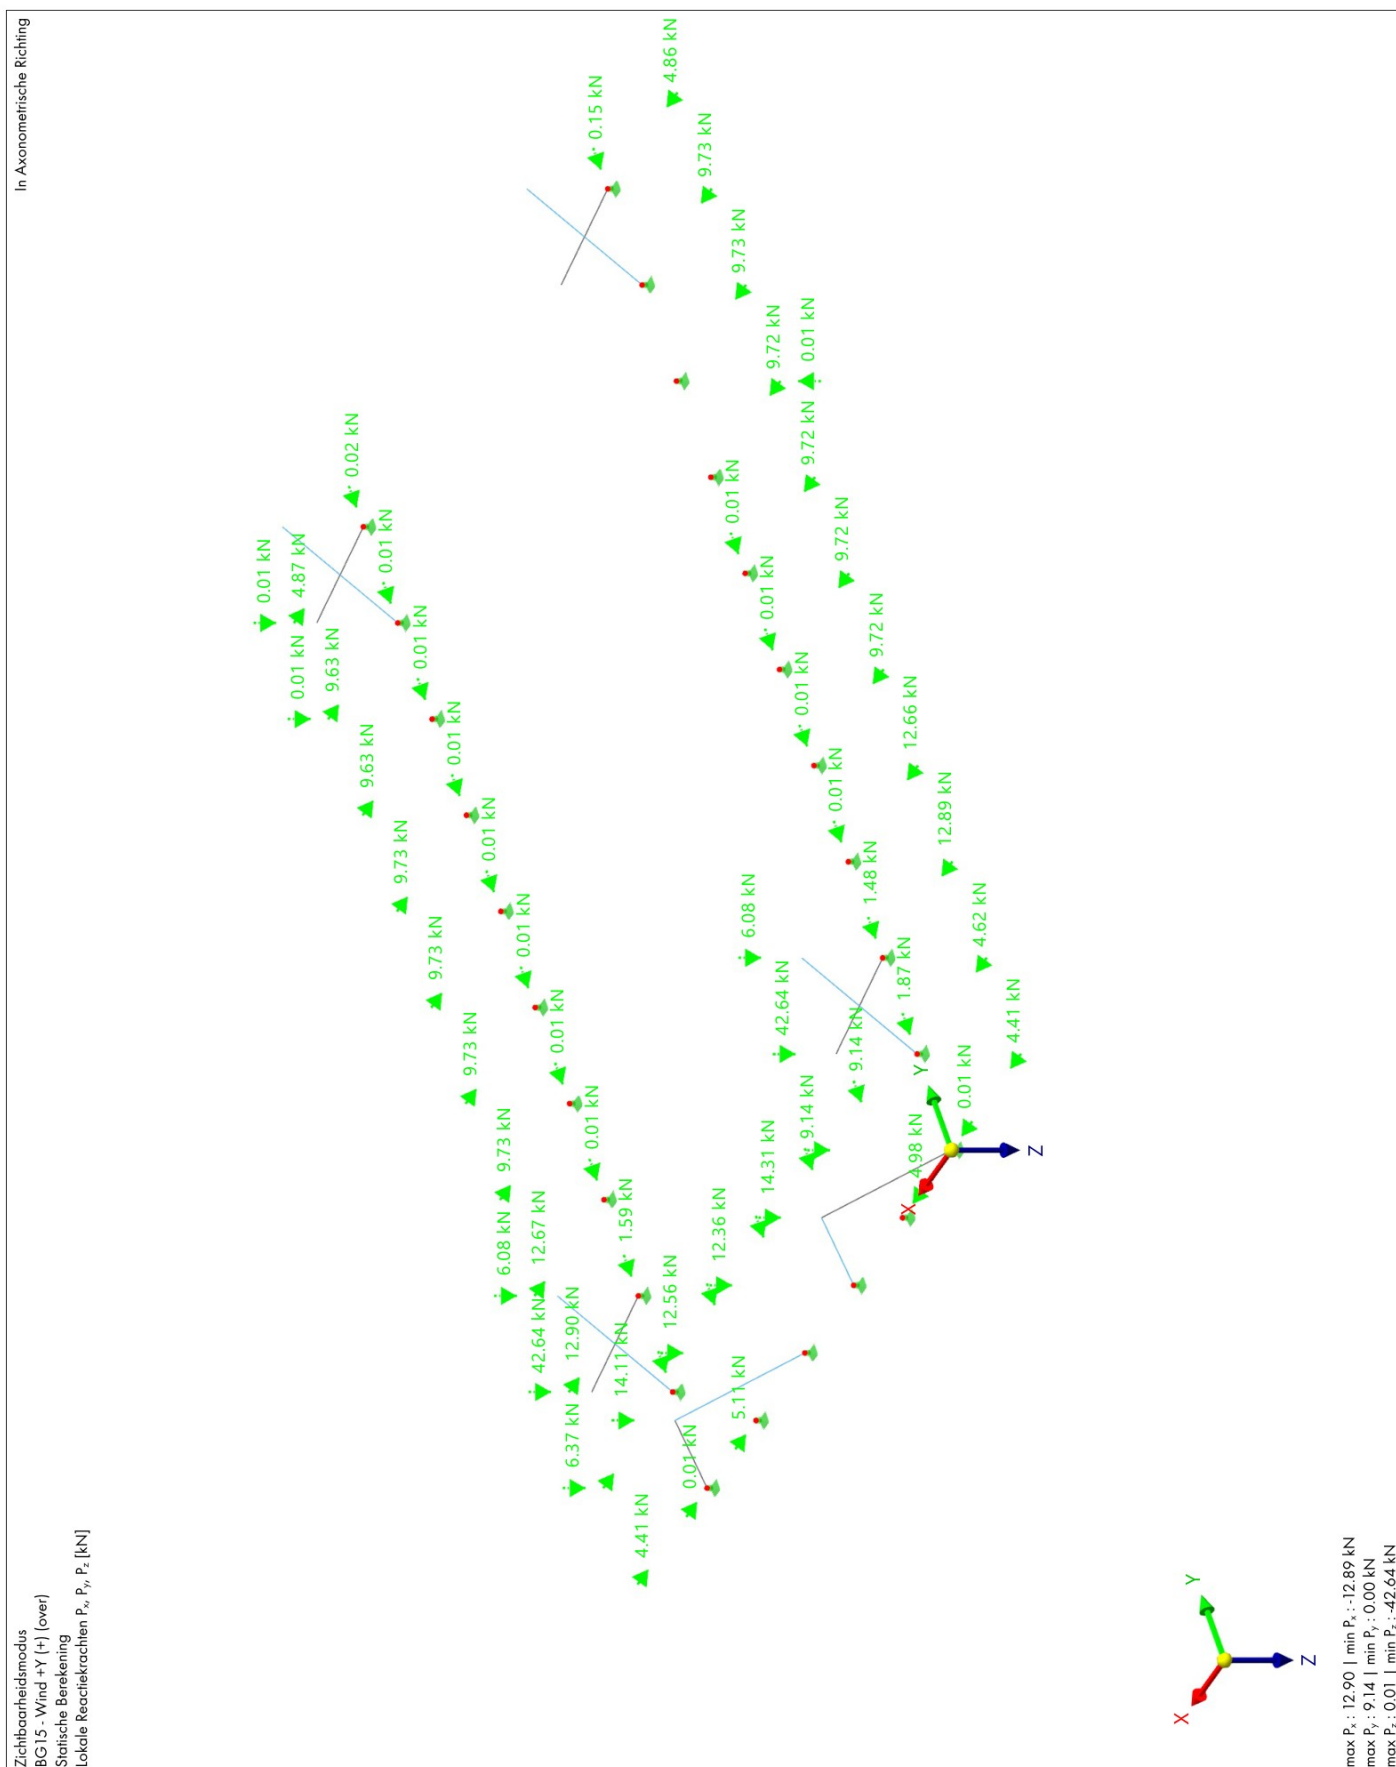 Zichtbaarheidsmodus
BG15 - Wind +Y (+) (over)
Statische Berekening
Lokale Reactiekrachten Px, Py, Pz [kN]
In Axonometrische Richting
4.86 kN
0.15 kN
9.73 kN
9.73 kN
9.72 kN
0.01 kN
9.72 kN
0.02 kN
0.01 kN
9.72 kN
0.01 kN
4.87 kN
0.01 kN
0.01 kN
9.72 kN
0.01 kN
9.63 kN
0.01 kN
0.01 kN
12.66 kN
9.63 kN
0.01 kN
0.01 kN
12.89 kN
9.73 kN
0.01 kN
1.48 kN
4.62 kN
6.08 kN
9.73 kN
0.01 kN
1.87 kN
42.64 kN
4.41 kN
9.73 kN
0.01 kN
9.14 kN
0.01 kN
9.73 kN
0.01 kN
9.14 kN
4.98 kN
6.08 kN
12.67 kN
1.59 kN
14.31 kN
42.64 kN
12.90 kN
12.56 kN
12.36 kN
14.11 kN
6.37 kN
5.11 kN
0.01 kN
4.41 kN
X
Y
Z
X
Y
Z
max Px : 12.90 | min Px : -12.89 kN
max Py : 9.14 | min Py : 0.00 kN
max Pz : 0.01 | min Pz : -42.64 kN